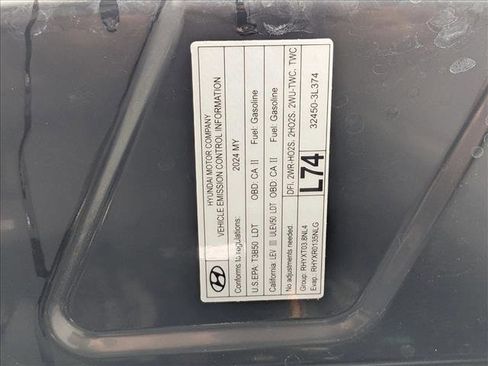 HYUNDAI MOTOR COMPANY
VEHICLE EMISSION CONTROL INFORMATION
Conforms to regulations: 2024 MY
U.S.EPA: T3B50 LDT OBD: CA II Fuel: Gasoline
California: LEV III ULEV50 LDT OBD: CA II Fuel: Gasoline
No adjustments needed.
Group: RHYXT03.8NL4
Evap: RHYXR0135NLG
L74
DFI, 2WR-HO2S, 2HO2S, 2WU-TWC, TWC
32450-3L374